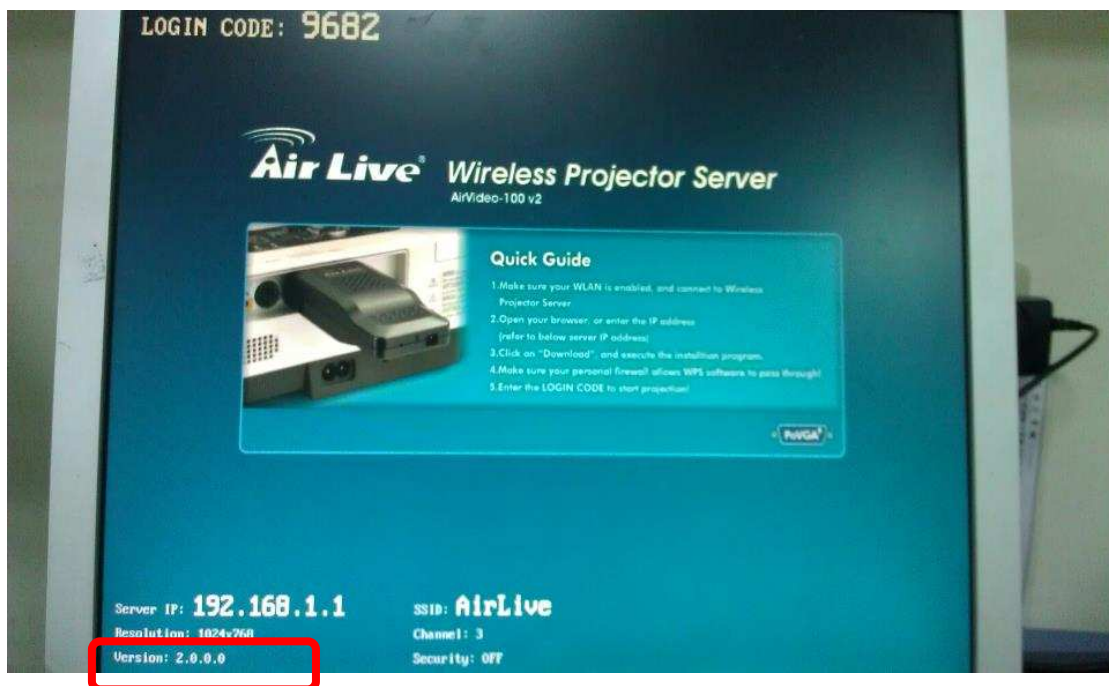 LOGIN CODE: 9682
Air Live® Wireless Projector Server
AirVideo-100 v2
Quick Guide
1.Make sure your WLAN is enabled, and connect to Wireless
Projector Server
2.Open your browser, or enter the IP address
(refer to below server IP address)
3.Click on "Download", and execute the installtion program.
4.Make sure your personal firewall allows WPS software to pass through!
5.Enter the LOGIN CODE to start projection!
PnVGA
Server IP: 192.168.1.1
SSID: AirLive
Resolution: 1024x768
Channel: 3
Version: 2.0.0.0
Security: OFF